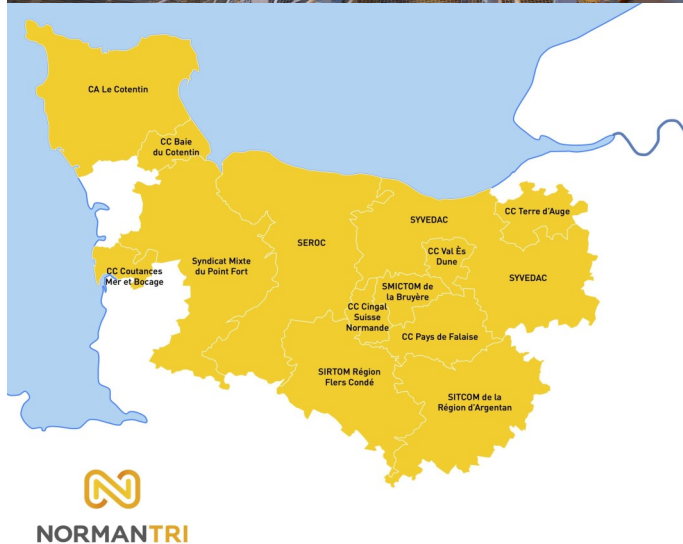 CA Le Cotentin
CC Baie
du Cotentin
CC Terre d'Auge
SYVEDAC
SEROC
CC Val Ès
Dune
Syndicat Mixte
du Point Fort
CC Coutances
Mer et Bocage
SYVEDAC
SMICTOM de
la Bruyère
CC Cingal
Suisse
Normande
CC Pays de Falaise
SIRTOM Région
Flers Condé
SITCOM de la
Région d'Argentan
NORMANTRI